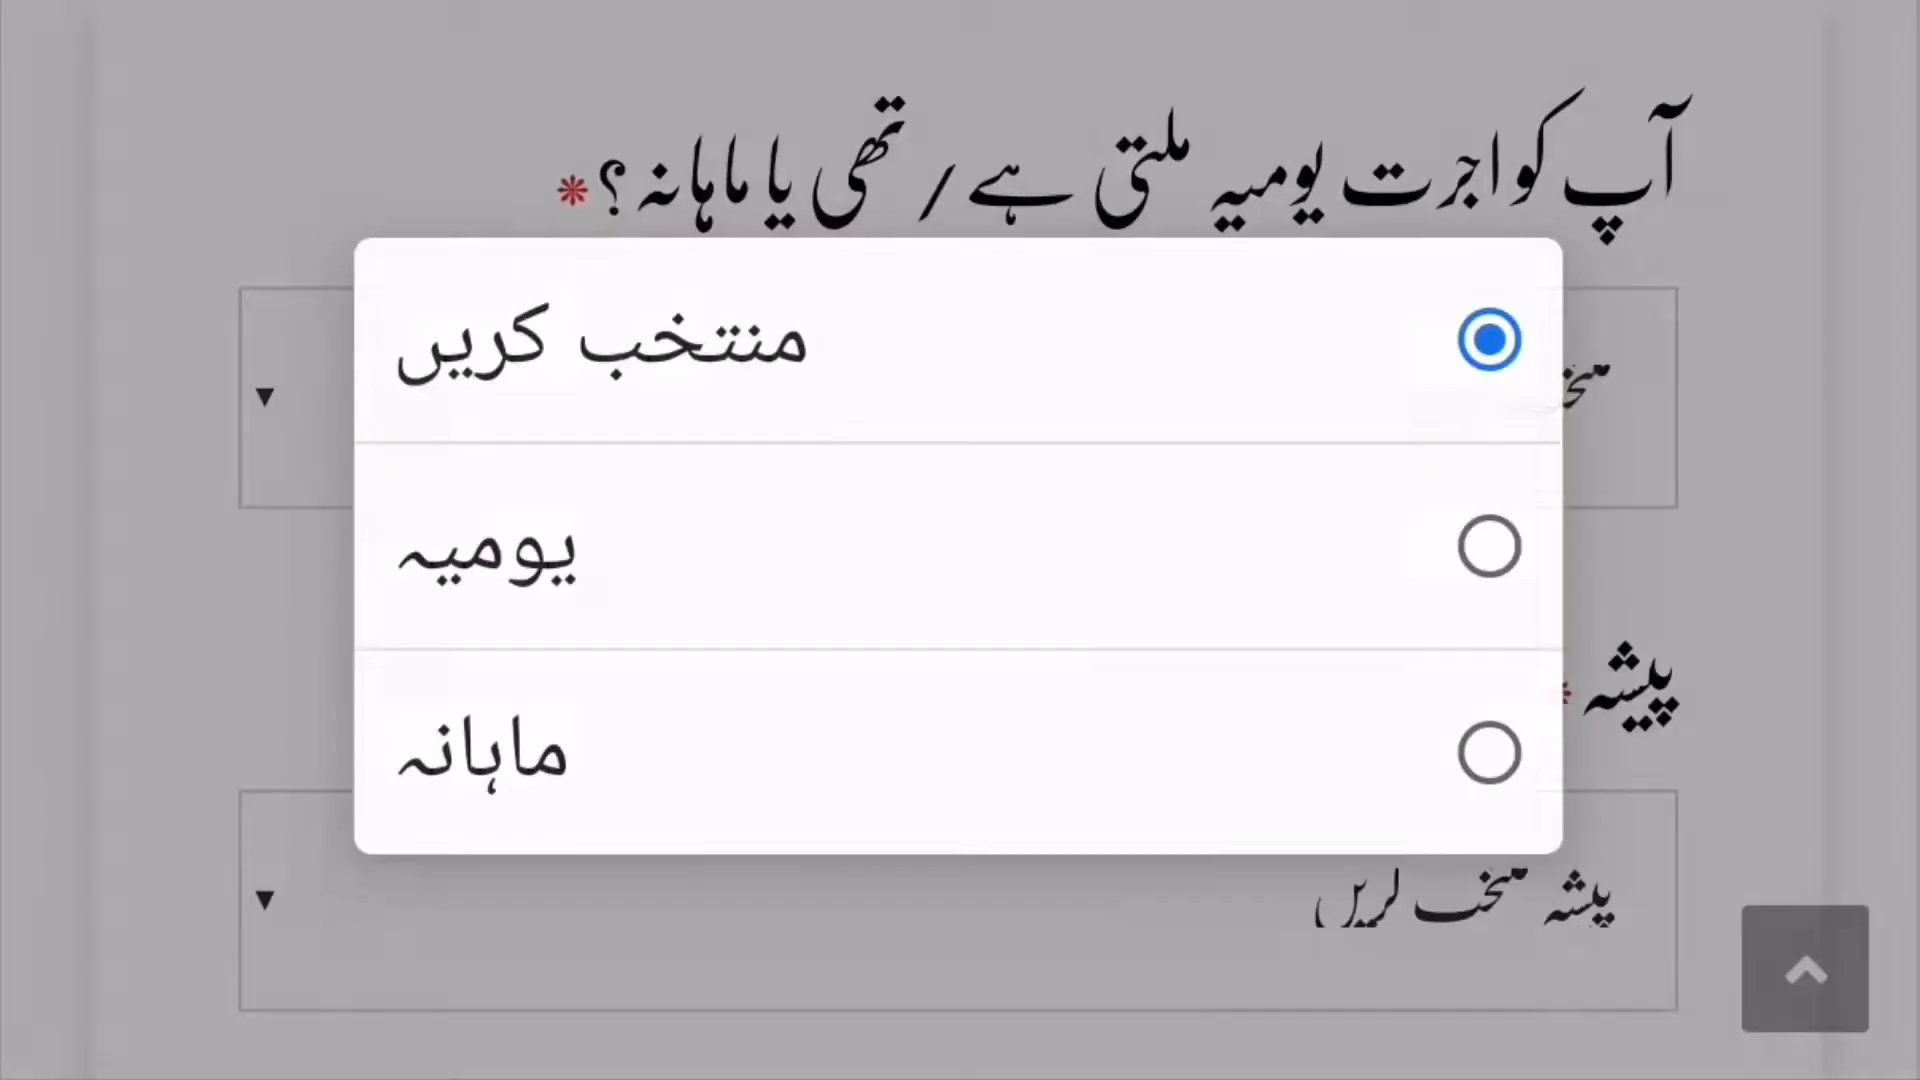 آپ کو اجرت یومیہ ملتی ہے / تھی یا ماہانہ؟ *
منتخب کریں
یومیہ
ماہانہ
پیشہ *
پیشہ منتخب کریں